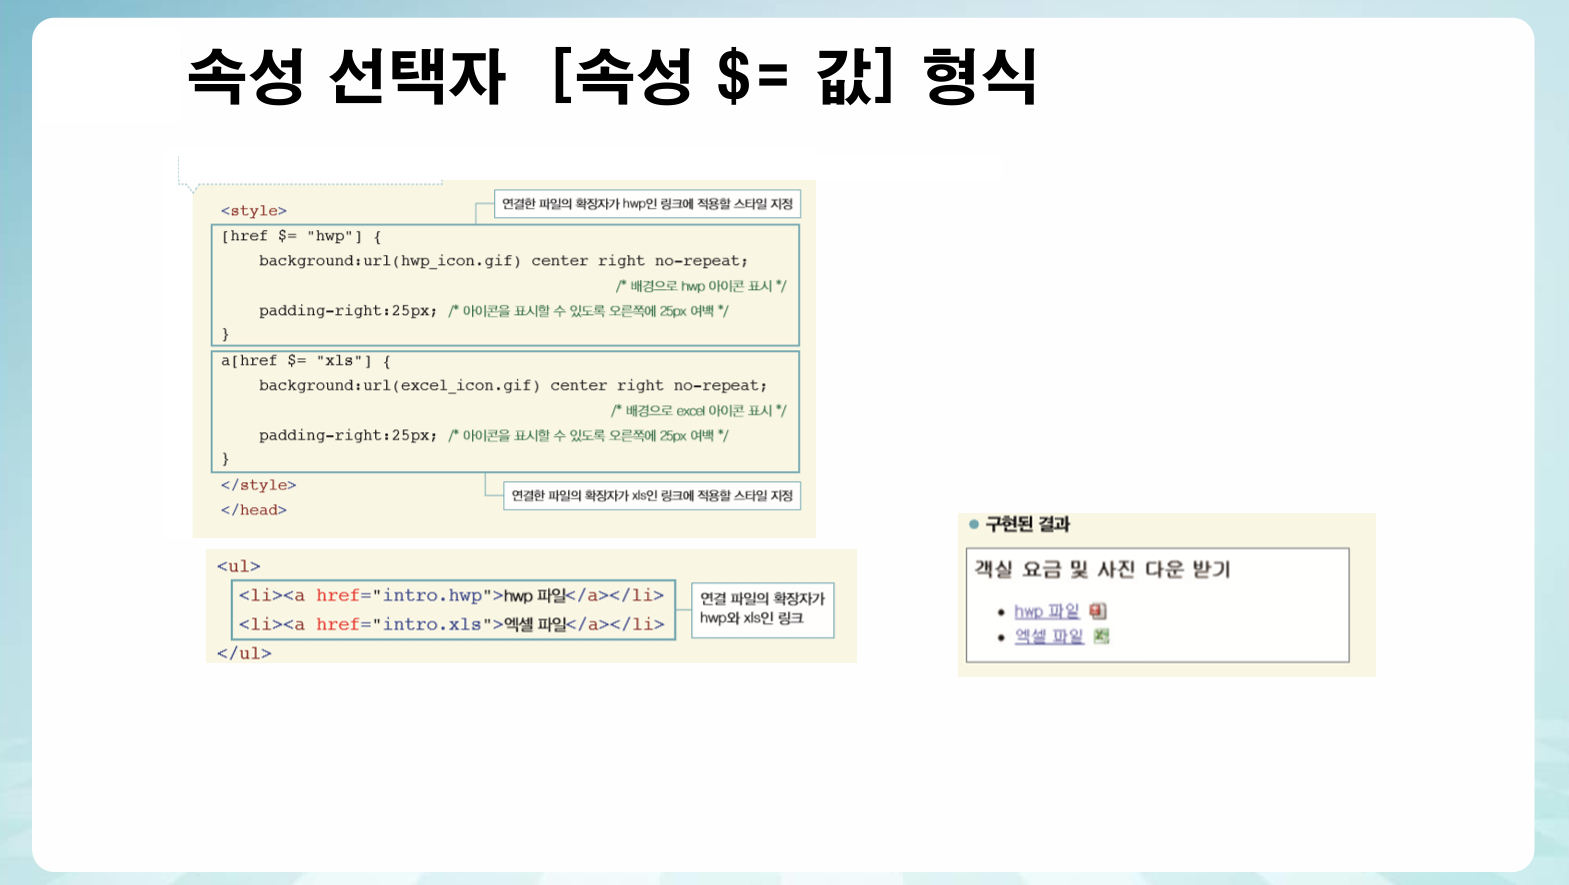 속성 선택자 [속성 $= 값] 형식
연결한 파일의 확장자가 hwp인 링크에 적용할 스타일 지정
<style>
[href $= "hwp"] {
background:url(hwp_icon.gif) center right no-repeat;
/* 배경으로 hwp 아이콘 표시 */
padding-right:25px; /* 아이콘을 표시할 수 있도록 오른쪽에 25px 여백 */
}
a[href $= "xls"] {
background:url(excel_icon.gif) center right no-repeat;
/* 배경으로 excel 아이콘 표시 */
padding-right:25px; /* 아이콘을 표시할 수 있도록 오른쪽에 25px 여백 */
}
</style>
연결한 파일의 확장자가 xls인 링크에 적용할 스타일 지정
</head>
<ul>
<li><a href="intro.hwp">hwp 파일</a></li>
<li><a href="intro.xls">엑셀 파일</a></li>
</ul>
연결 파일의 확장자가
hwp와 xls인 링크
구현된 결과
객실 요금 및 사진 다운 받기
hwp 파일
엑셀 파일